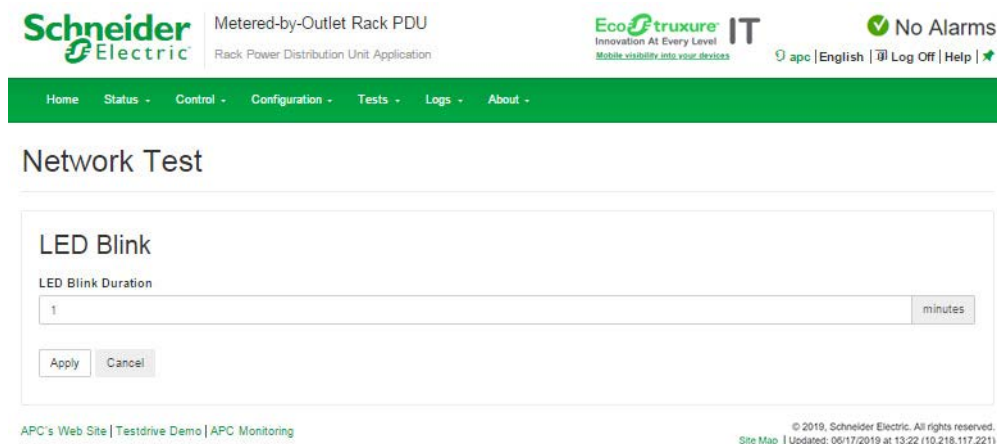 Schneider Electric
Metered-by-Outlet Rack PDU
Rack Power Distribution Unit Application
EcoStruxure IT
Innovation At Every Level
Mobile visibility into your devices
No Alarms
apc | English | Log Off | Help |
Home Status Control Configuration Tests Logs About
Network Test
LED Blink
LED Blink Duration
1 minutes
Apply Cancel
APC's Web Site | Testdrive Demo | APC Monitoring
© 2019, Schneider Electric. All rights reserved.
Site Map | Updated: 06/17/2019 at 13:22 (10.218.117.231)